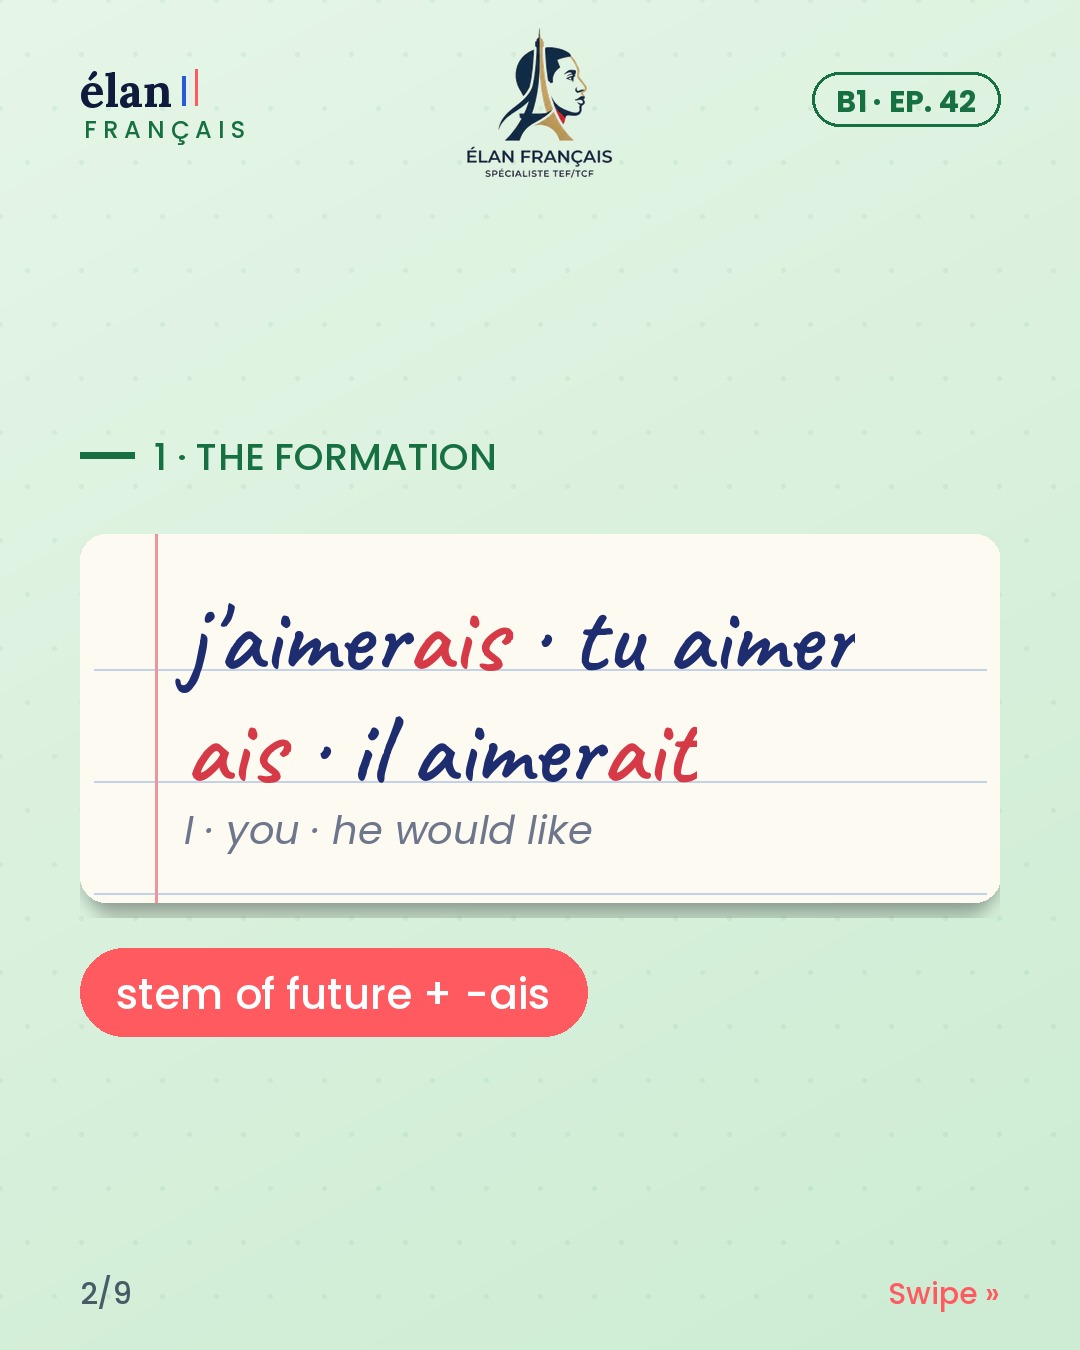 élan
FRANÇAIS
ÉLAN FRANÇAIS
SPÉCIALISTE TEF/TCF
B1 · EP. 42
1 · THE FORMATION
j'aimerais · tu aimer
ais · il aimerait
I · you · he would like
stem of future + -ais
2/9
Swipe »